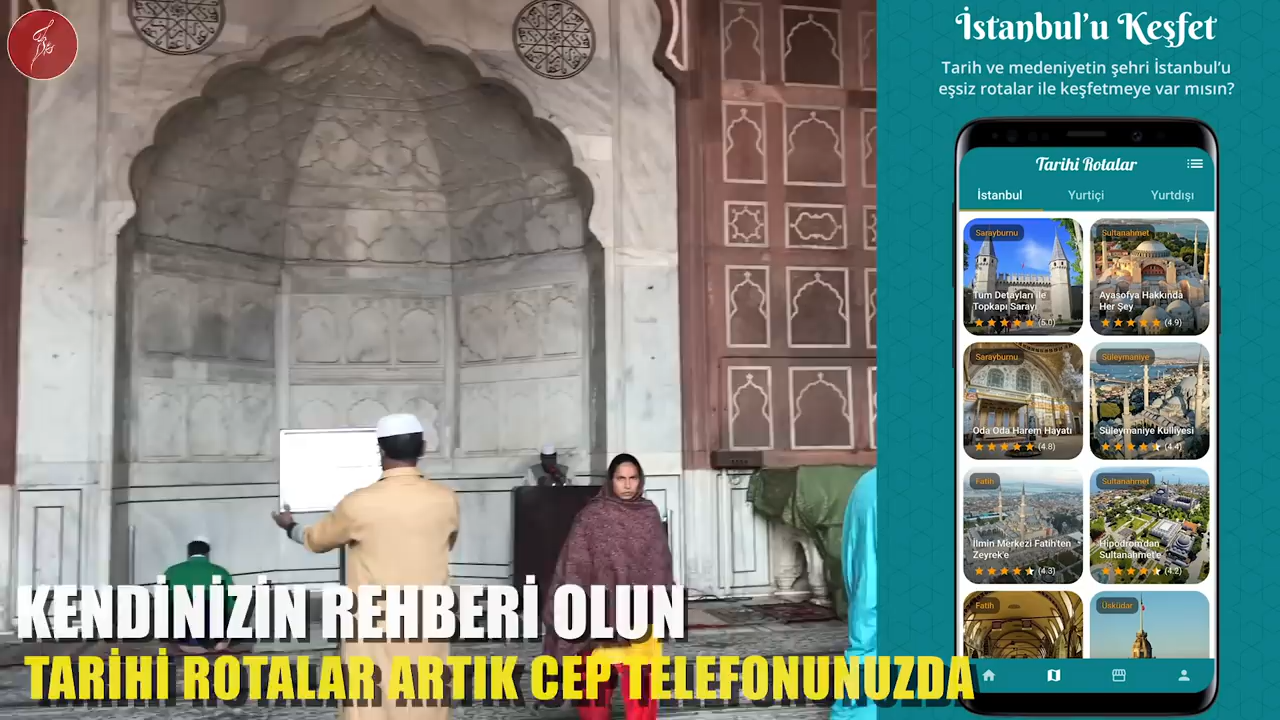 İstanbul'u Keşfet
Tarih ve medeniyetin şehri İstanbul'u
eşsiz rotalar ile keşfetmeye var mısın?
Tarihi Rotalar
İstanbul Yurtiçi Yurtdışı
Sarayburnu
Tüm Detayları ile
Topkapı Sarayı
(5.0)
Sultanahmet
Ayasofya Hakkında
Her Şey
(4.9)
Sarayburnu
Oda Oda Harem Hayatı
(4.8)
Süleymaniye
Süleymaniye Külliyesi
(4.4)
Fatih
İlmin Merkezi Fatih'ten
Zeyrek'e
(4.3)
Sultanahmet
Hipodrom'dan
Sultanahmet'e
(4.2)
Fatih
Üsküdar
KENDİNİZİN REHBERİ OLUN
TARİHİ ROTALAR ARTIK CEP TELEFONUNUZDA